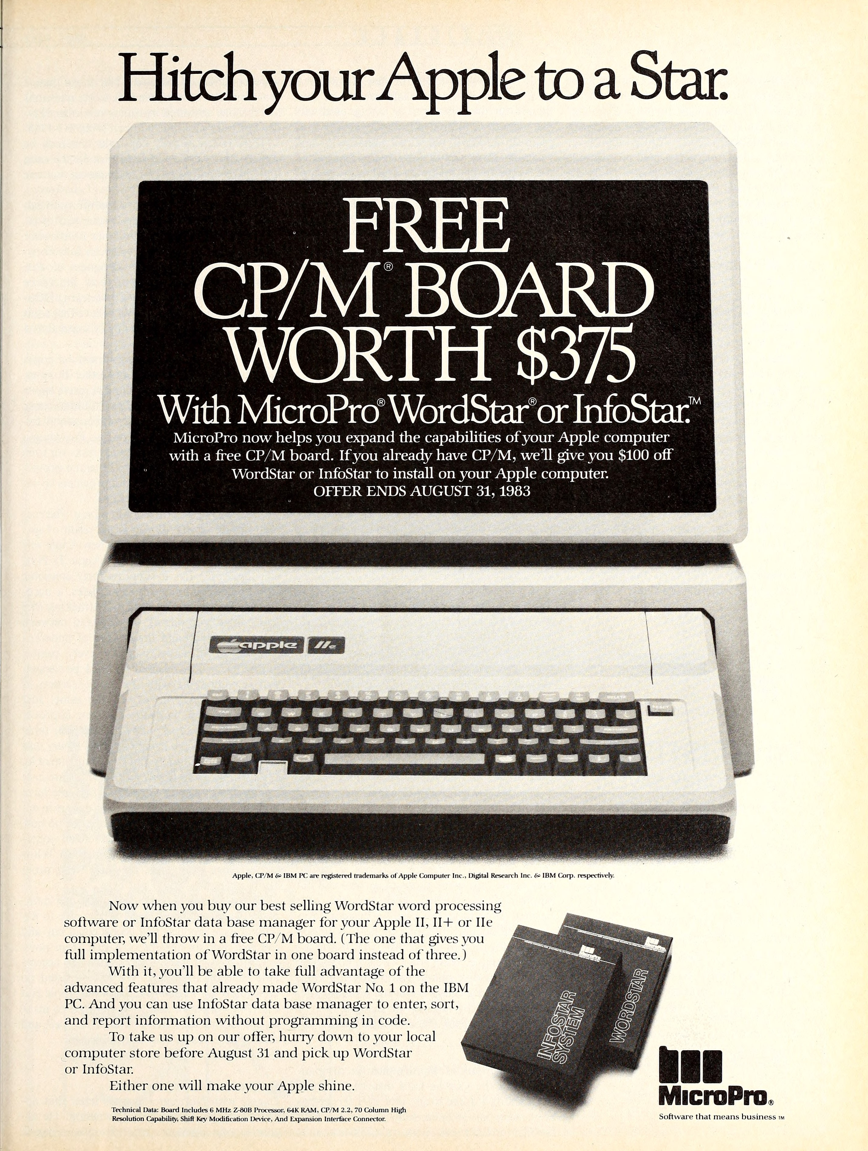 Hitch your Apple to a Star.
FREE
CP/M® BOARD
WORTH $375
With MicroPro® WordStar® or InfoStar.™
MicroPro now helps you expand the capabilities of your Apple computer
with a free CP/M board. If you already have CP/M, we'll give you $100 off
WordStar or InfoStar to install on your Apple computer.
OFFER ENDS AUGUST 31, 1983
apple IIe
Apple, CP/M & IBM PC are registered trademarks of Apple Computer Inc., Digital Research Inc. & IBM Corp. respectively.
Now when you buy our best selling WordStar word processing
software or InfoStar data base manager for your Apple II, II+ or IIe
computer, we'll throw in a free CP/M board. (The one that gives you
full implementation of WordStar in one board instead of three.)
With it, you'll be able to take full advantage of the
advanced features that already made WordStar No. 1 on the IBM
PC. And you can use InfoStar data base manager to enter, sort,
and report information without programming in code.
To take us up on our offer, hurry down to your local
computer store before August 31 and pick up WordStar
or InfoStar.
Either one will make your Apple shine.
INFOSTAR
SYSTEM
WORDSTAR
MicroPro®
Software that means business ™
Technical Data: Board Includes 6 MHz Z-80B Processor, 64K RAM, CP/M 2.2, 70 Column High
Resolution Capability, Shift Key Modification Device, And Expansion Interface Connector.